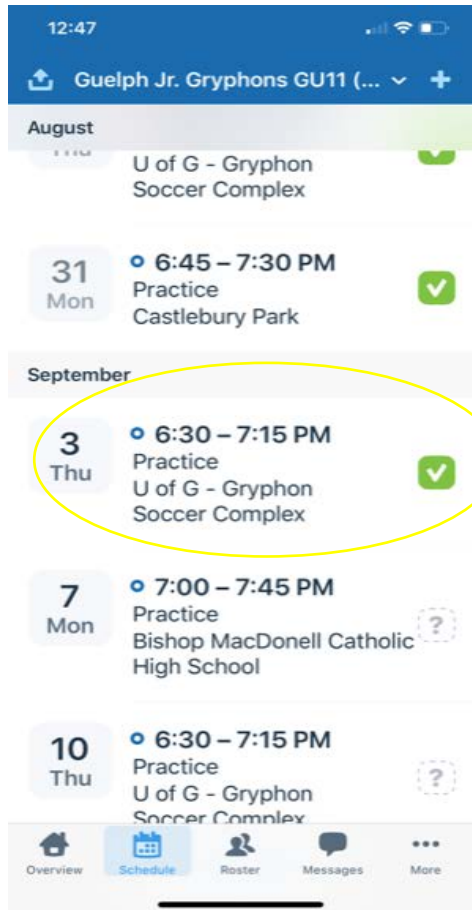 12:47
Guelph Jr. Gryphons GU11 (...
August
U of G - Gryphon
Soccer Complex
31
Mon
6:45 – 7:30 PM
Practice
Castlebury Park
September
3
Thu
6:30 – 7:15 PM
Practice
U of G - Gryphon
Soccer Complex
7
Mon
7:00 – 7:45 PM
Practice
Bishop MacDonell Catholic
High School
?
10
Thu
6:30 – 7:15 PM
Practice
U of G - Gryphon
Soccer Complex
?
Overview
Schedule
Roster
Messages
More